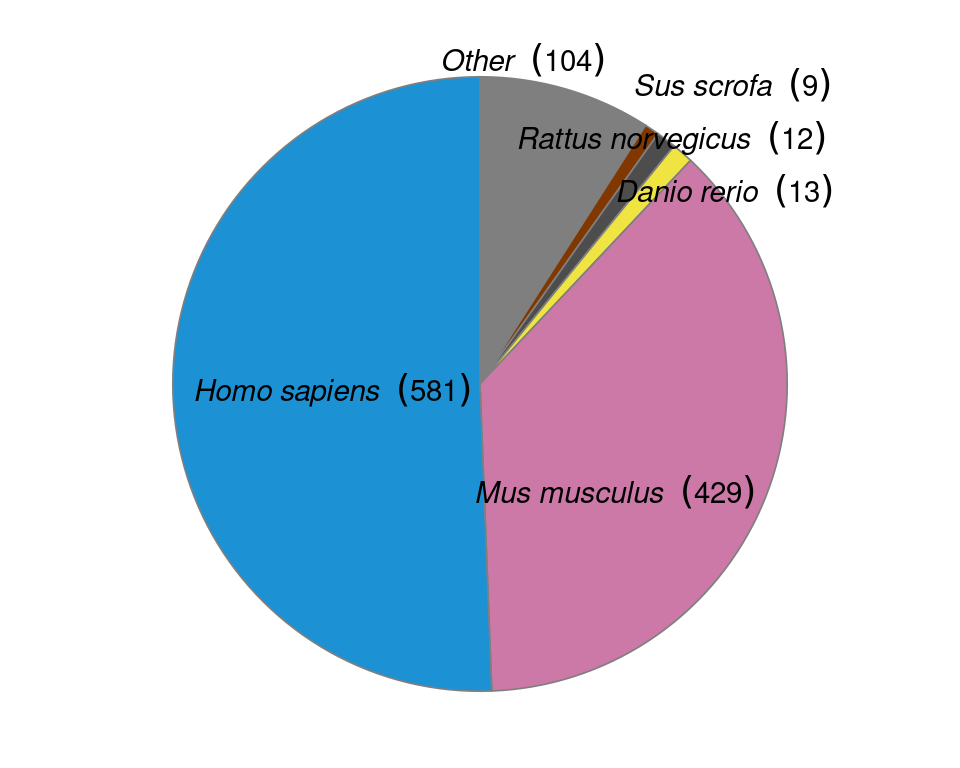 Other (104)
Sus scrofa (9)
Rattus norvegicus (12)
Danio rerio (13)
Homo sapiens (581)
Mus musculus (429)